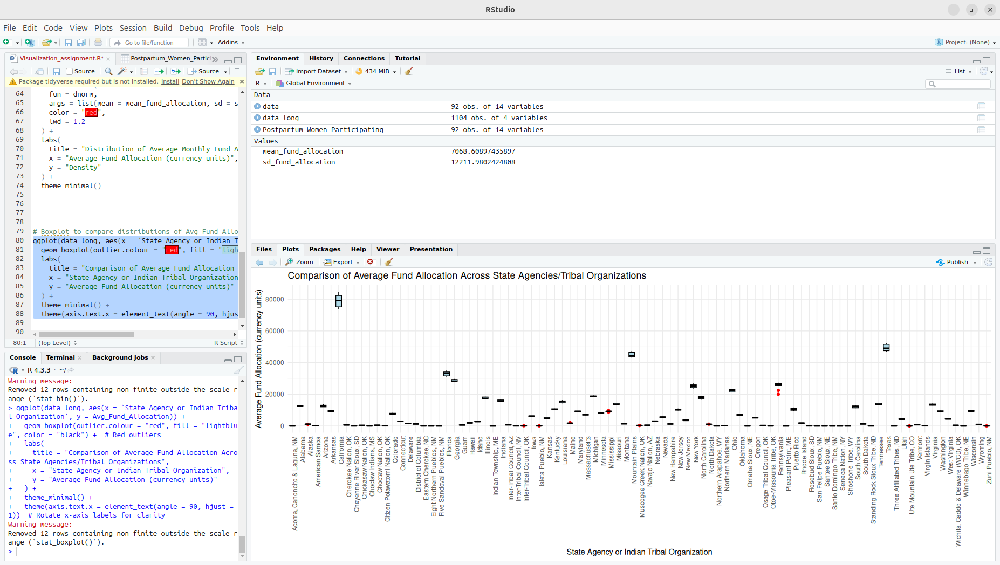 RStudio
File Edit Code View Plots Session Build Debug Profile Tools Help
Go to file/function
Addins
Project: (None)
Visualization_assignment.R*
Postpartum_Women_Partici
Source
Source
Package tidyverse required but is not installed. Install Don't Show Again
64 fun = dnorm,
65 args = list(mean = mean_fund_allocation, sd = s
66 color = "red",
67 lwd = 1.2
68 ) +
69 labs(
70 title = "Distribution of Average Monthly Fund A
71 x = "Average Fund Allocation (currency units)",
72 y = "Density"
73 ) +
74 theme_minimal()
75
76
77
78
79 # Boxplot to compare distributions of Avg_Fund_Allo
80 ggplot(data_long, aes(x = `State Agency or Indian T
81 geom_boxplot(outlier.colour = "red", fill = "ligh
82 labs(
83 title = "Comparison of Average Fund Allocation
84 x = "State Agency or Indian Tribal Organization
85 y = "Average Fund Allocation (currency units)"
86 ) +
87 theme_minimal() +
88 theme(axis.text.x = element_text(angle = 90, hjus
89
90
80:1 (Top Level) R Script
Console Terminal Background Jobs
R 4.3.3 · ~/
Warning message:
Removed 12 rows containing non-finite outside the scale r
ange (`stat_bin()`).
> ggplot(data_long, aes(x = `State Agency or Indian Triba
l Organization`, y = Avg_Fund_Allocation)) +
+ geom_boxplot(outlier.colour = "red", fill = "lightblu
e", color = "black") + # Red outliers
+ labs(
+ title = "Comparison of Average Fund Allocation Acro
ss State Agencies/Tribal Organizations",
+ x = "State Agency or Indian Tribal Organization",
+ y = "Average Fund Allocation (currency units)"
+ ) +
+ theme_minimal() +
+ theme(axis.text.x = element_text(angle = 90, hjust =
1)) # Rotate x-axis labels for clarity
Warning message:
Removed 12 rows containing non-finite outside the scale r
ange (`stat_boxplot()`).
>
Environment History Connections Tutorial
Import Dataset 434 MiB List
R Global Environment
Data
data 92 obs. of 14 variables
data_long 1104 obs. of 4 variables
Postpartum_Women_Participating 92 obs. of 14 variables
Values
mean_fund_allocation 7068.60897435897
sd_fund_allocation 12211.9802424808
Files Plots Packages Help Viewer Presentation
Zoom Export Publish
Comparison of Average Fund Allocation Across State Agencies/Tribal Organizations
Average Fund Allocation (currency units)
80000
60000
40000
20000
0
Acoma, Canoncito & Laguna, NM
Alabama
Alaska
American Samoa
Arizona
Arkansas
California
Cherokee Nation, OK
Cheyenne River Sioux, SD
Chickasaw Nation, OK
Choctaw Indians, MS
Choctaw Nation, OK
Citizen Potawatomi Nation, OK
Colorado
Connecticut
Delaware
District of Columbia
Eastern Cherokee, NC
Eight Northern Pueblos, NM
Five Sandoval Pueblos, NM
Florida
Georgia
Guam
Hawaii
Idaho
Illinois
Indian Township, ME
Indiana
Inter-Tribal Council, AZ
Inter-Tribal Council, NV
Inter-Tribal Council, OK
Iowa
Isleta Pueblo, NM
Kansas
Kentucky
Louisiana
Maine
Maryland
Massachusetts
Michigan
Minnesota
Mississippi
Missouri
Montana
Mountain Plains
Muscogee Creek Nation, OK
Navajo Nation, AZ
Nebraska
Nevada
New Hampshire
New Jersey
New Mexico
New York
North Carolina
North Dakota
Northern Arapahoe, WY
Northern Marianas
Ohio
Oklahoma
Omaha Sioux, NE
Oregon
Osage Tribal Council, OK
Otoe-Missouria Tribe, OK
Pennsylvania
Pleasant Point, ME
Puerto Rico
Rhode Island
Rosebud Sioux, SD
San Felipe Pueblo, NM
Santee Sioux, NE
Santo Domingo Tribe, NM
Seneca Nation, NY
Shoshone Tribe, WY
South Carolina
South Dakota
Standing Rock Sioux Tribe, ND
Tennessee
Texas
Three Affiliated Tribes, ND
Utah
Ute Mountain Ute Tribe, CO
Vermont
Virgin Islands
Virginia
Washington
West Virginia
Wichita, Caddo & Delaware (WCD), OK
Winnebago Tribe, NE
Wisconsin
Wyoming
Zuni Pueblo, NM
State Agency or Indian Tribal Organization